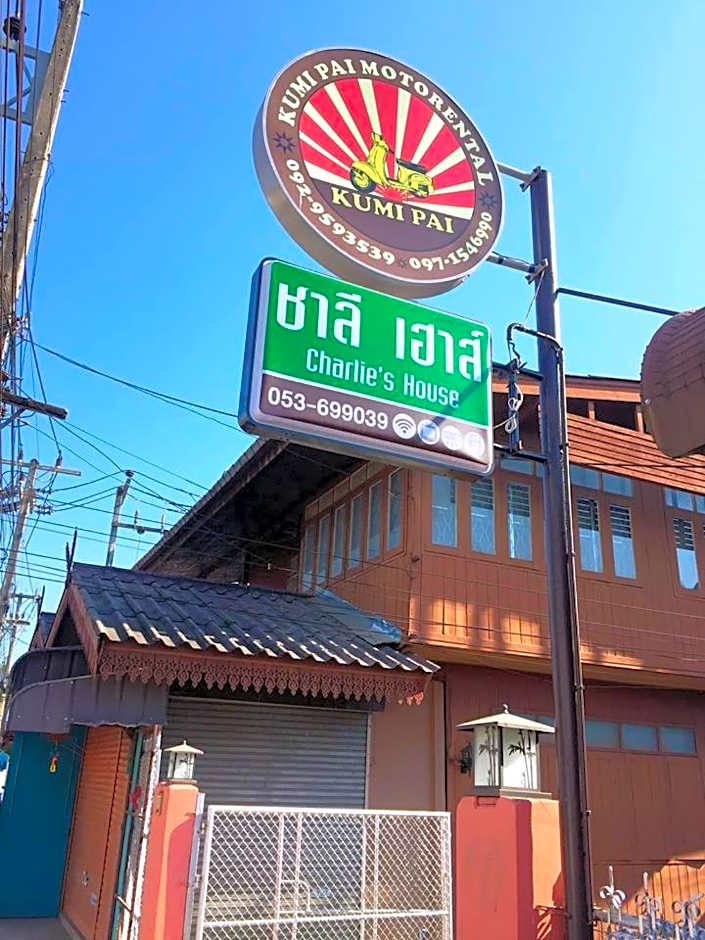 KUMI PAI MOTORENTAL
KUMI PAI
092-9593539 097-1546990
ชาลี เฮาส์
Charlie's House
053-699039